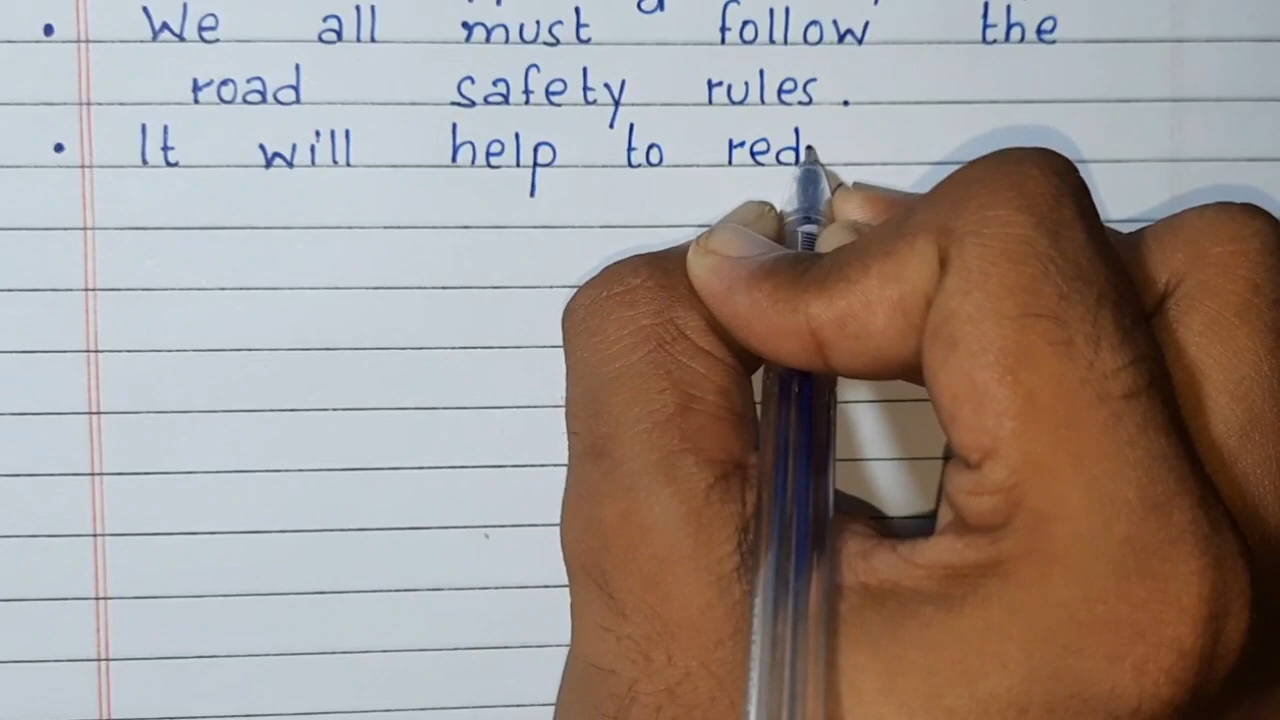 • We all must follow the
road safety rules.
• It will help to red